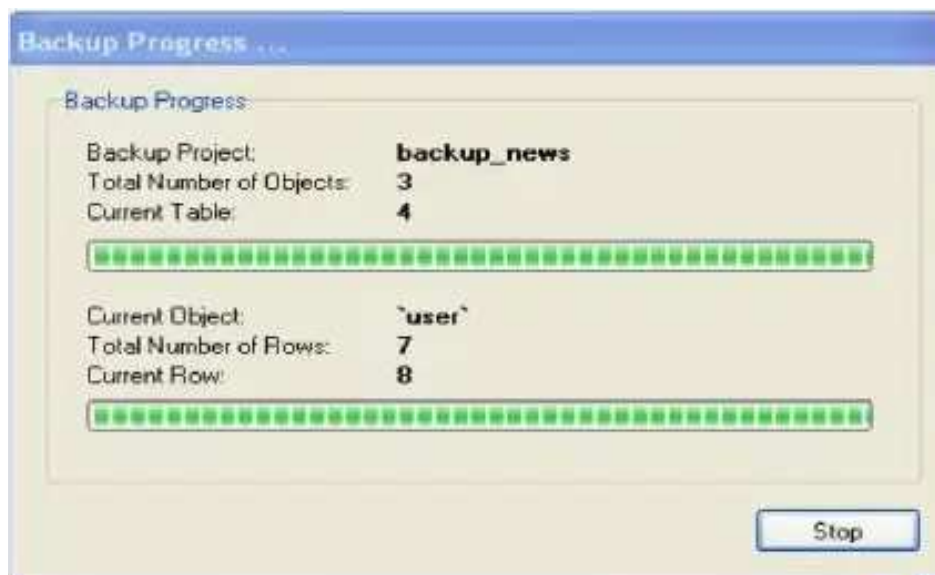 Backup Progress ...
Backup Progress
Backup Project: backup_news
Total Number of Objects: 3
Current Table: 4
Current Object: `user`
Total Number of Rows: 7
Current Row: 8
Stop